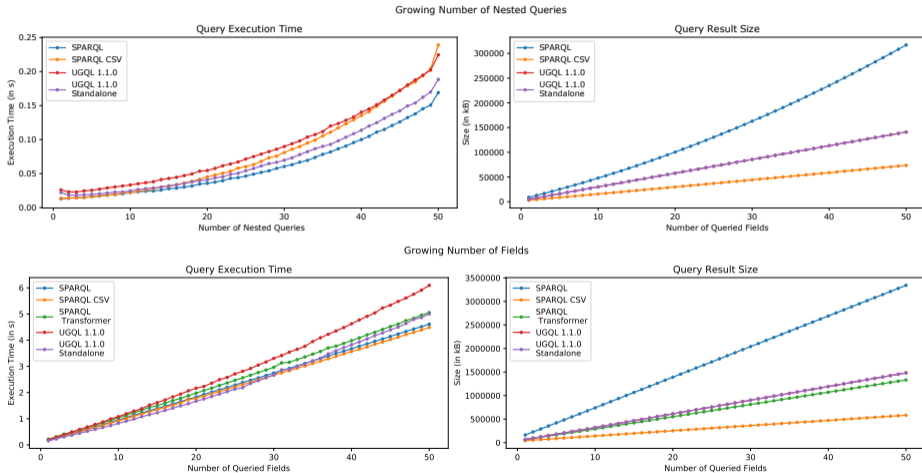 Growing Number of Nested Queries
Query Execution Time
0.25
0.20
0.15
0.10
0.05
0.00
Execution Time (in s)
SPARQL
SPARQL CSV
UGQL 1.1.0
UGQL 1.1.0
Standalone
0 10 20 30 40 50
Number of Nested Queries
Query Result Size
300000
250000
200000
150000
100000
50000
0
Size (in kB)
SPARQL
SPARQL CSV
UGQL 1.1.0
UGQL 1.1.0
Standalone
0 10 20 30 40 50
Number of Queried Fields
Growing Number of Fields
Query Execution Time
6
5
4
3
2
1
0
Execution Time (in s)
SPARQL
SPARQL CSV
SPARQL
Transformer
UGQL 1.1.0
UGQL 1.1.0
Standalone
0 10 20 30 40 50
Number of Queried Fields
Query Result Size
3500000
3000000
2500000
2000000
1500000
1000000
500000
0
Size (in kB)
SPARQL
SPARQL CSV
SPARQL
Transformer
UGQL 1.1.0
UGQL 1.1.0
Standalone
0 10 20 30 40 50
Number of Queried Fields